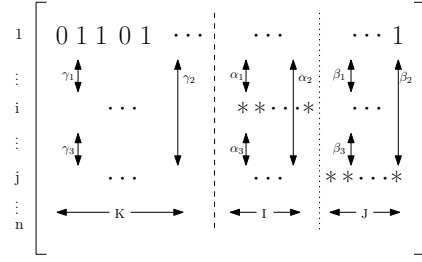 1 0 1 1 0 1 ··· ··· ··· 1
⋮ γ₁ γ₂ α₁ α₂ β₁ β₂
i ··· * * ··· * ···
⋮ γ₃ α₃ β₃
j ··· ··· * * ··· *
⋮ K I J
n